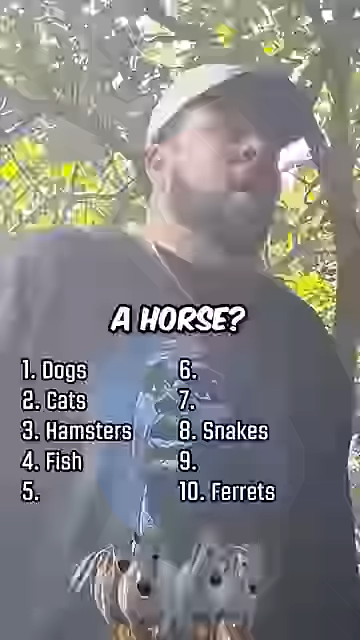 A HORSE?
1. Dogs
2. Cats
3. Hamsters
4. Fish
5.
6.
7.
8. Snakes
9.
10. Ferrets